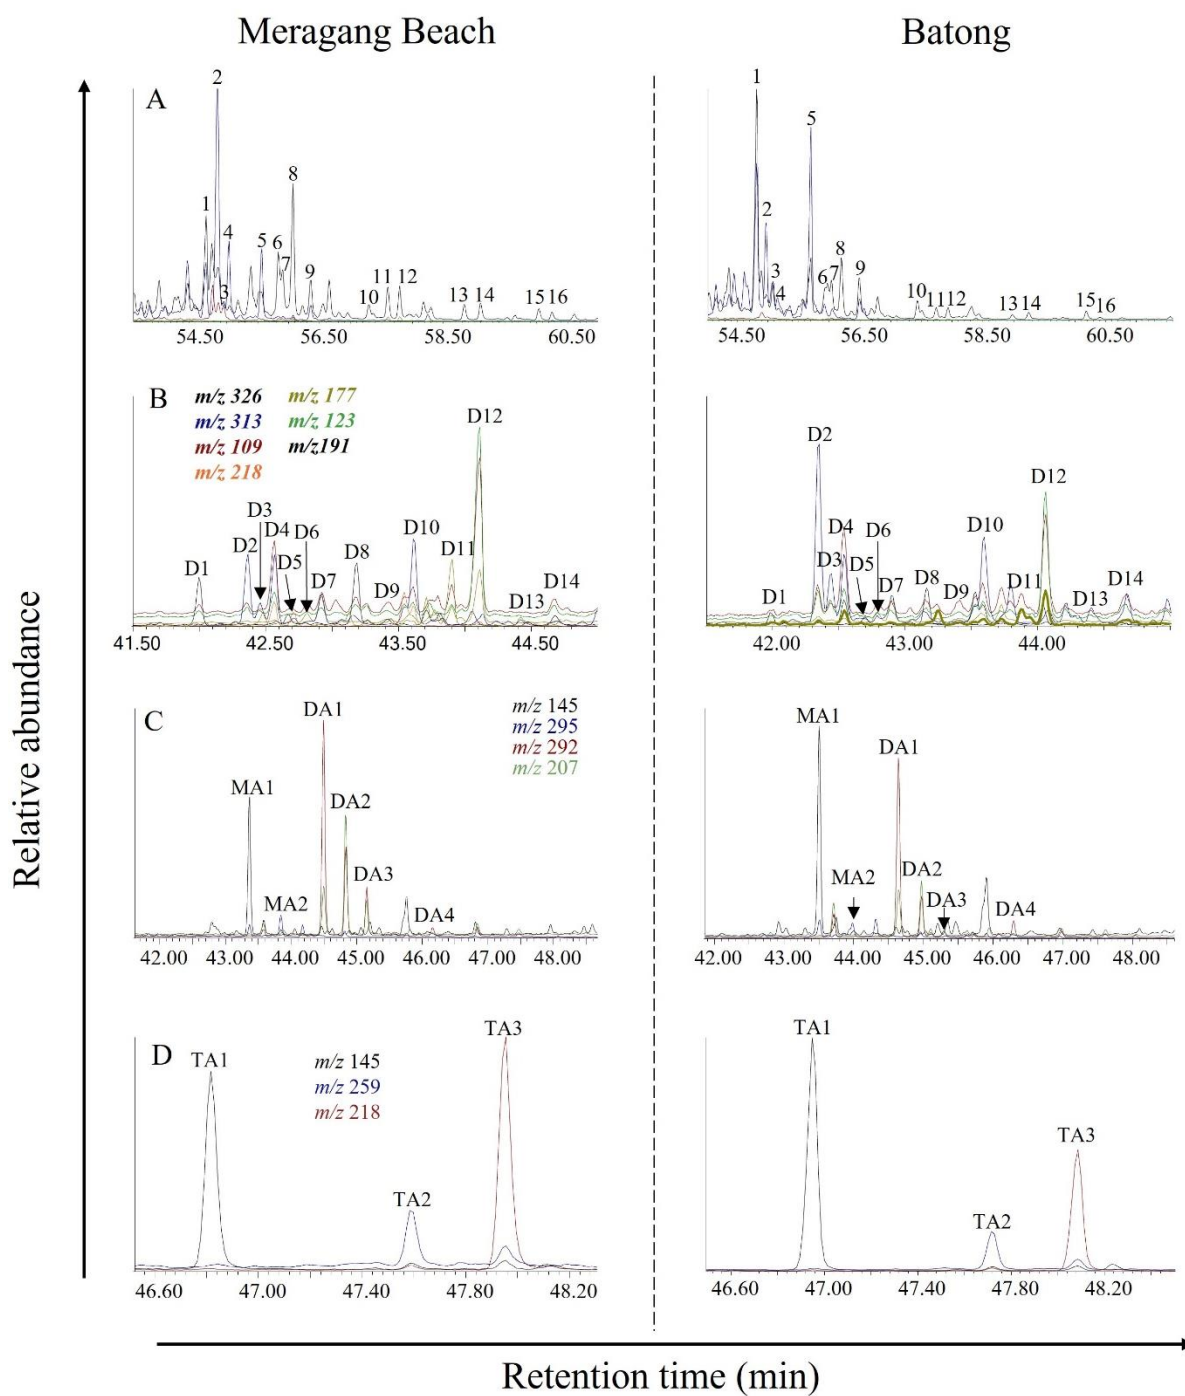 Meragang Beach
Batong
Relative abundance
A
1 2 3 4 5 6 7 8 9 10 11 12 13 14 15 16
54.50 56.50 58.50 60.50
1 2 3 4 5 6 7 8 9 10 11 12 13 14 15 16
54.50 56.50 58.50 60.50
B
m/z 326 m/z 177
m/z 313 m/z 123
m/z 109 m/z191
m/z 218
D1 D2 D3 D4 D5 D6 D7 D8 D9 D10 D11 D12 D13 D14
41.50 42.50 43.50 44.50
D1 D2 D3 D4 D5 D6 D7 D8 D9 D10 D11 D12 D13 D14
42.00 43.00 44.00
C
m/z 145
m/z 295
m/z 292
m/z 207
MA1 MA2 DA1 DA2 DA3 DA4
42.00 43.00 44.00 45.00 46.00 47.00 48.00
MA1 MA2 DA1 DA2 DA3 DA4
42.00 43.00 44.00 45.00 46.00 47.00 48.00
D
m/z 145
m/z 259
m/z 218
TA1 TA2 TA3
46.60 47.00 47.40 47.80 48.20
TA1 TA2 TA3
46.60 47.00 47.40 47.80 48.20
Retention time (min)